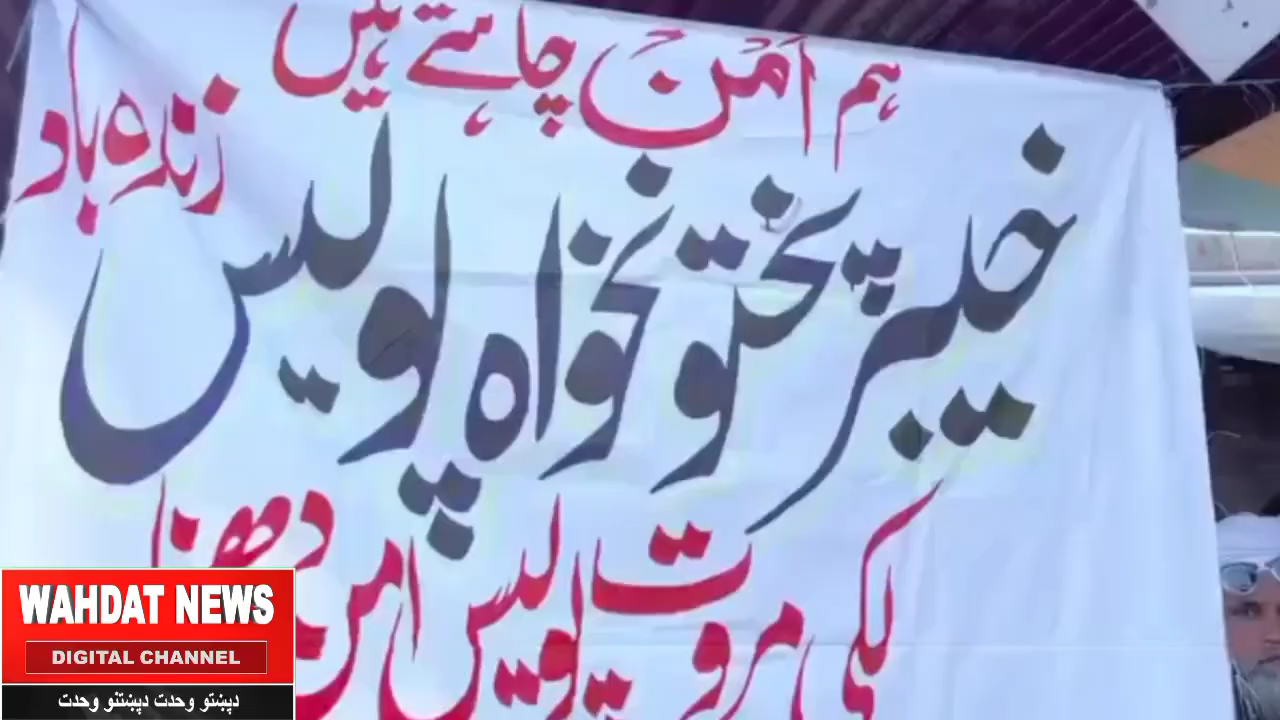 ہم اَمْن چاہتے ہیں
خیبر پختونخواہ پولیس
زندہ باد
لکی مروت پولیس امن دھرنا
WAHDAT NEWS
DIGITAL CHANNEL
دپښتو وحدت دپښتنو وحدت